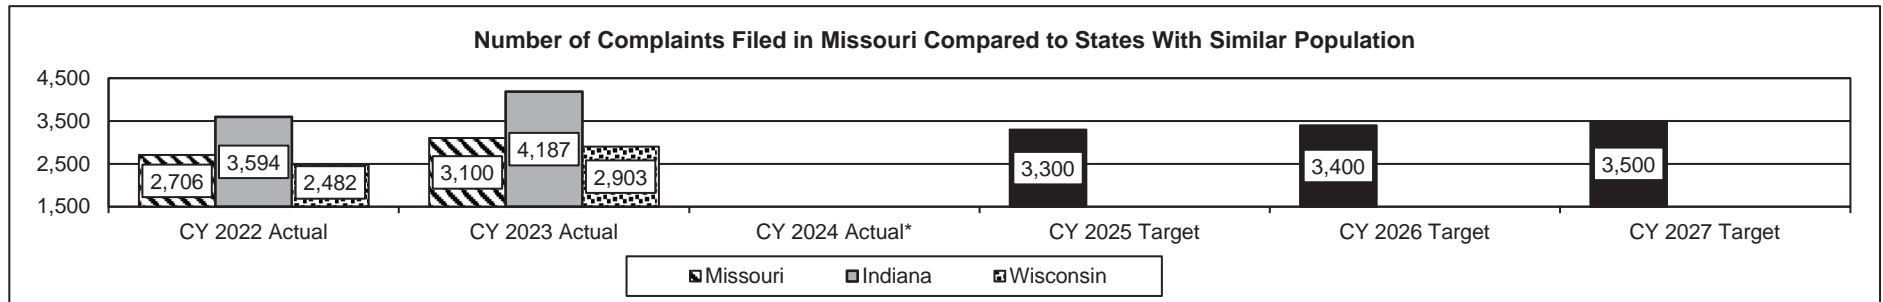 Number of Complaints Filed in Missouri Compared to States With Similar Population
4,500
3,500
2,500
1,500
2,706
3,594
2,482
3,100
4,187
2,903
3,300
3,400
3,500
CY 2022 Actual
CY 2023 Actual
CY 2024 Actual*
CY 2025 Target
CY 2026 Target
CY 2027 Target
Missouri
Indiana
Wisconsin